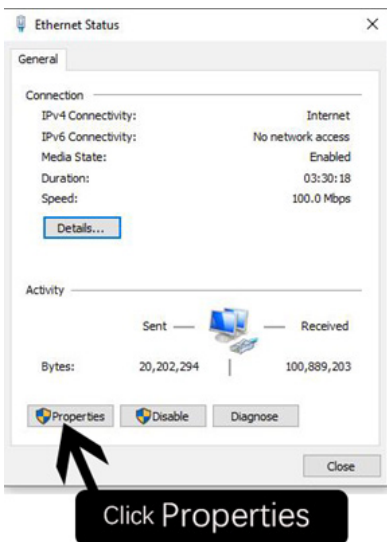 Ethernet Status
General
Connection
IPv4 Connectivity: Internet
IPv6 Connectivity: No network access
Media State: Enabled
Duration: 03:30:18
Speed: 100.0 Mbps
Details...
Activity
Sent Received
Bytes: 20,202,294 100,889,203
Properties Disable Diagnose
Close
Click Properties